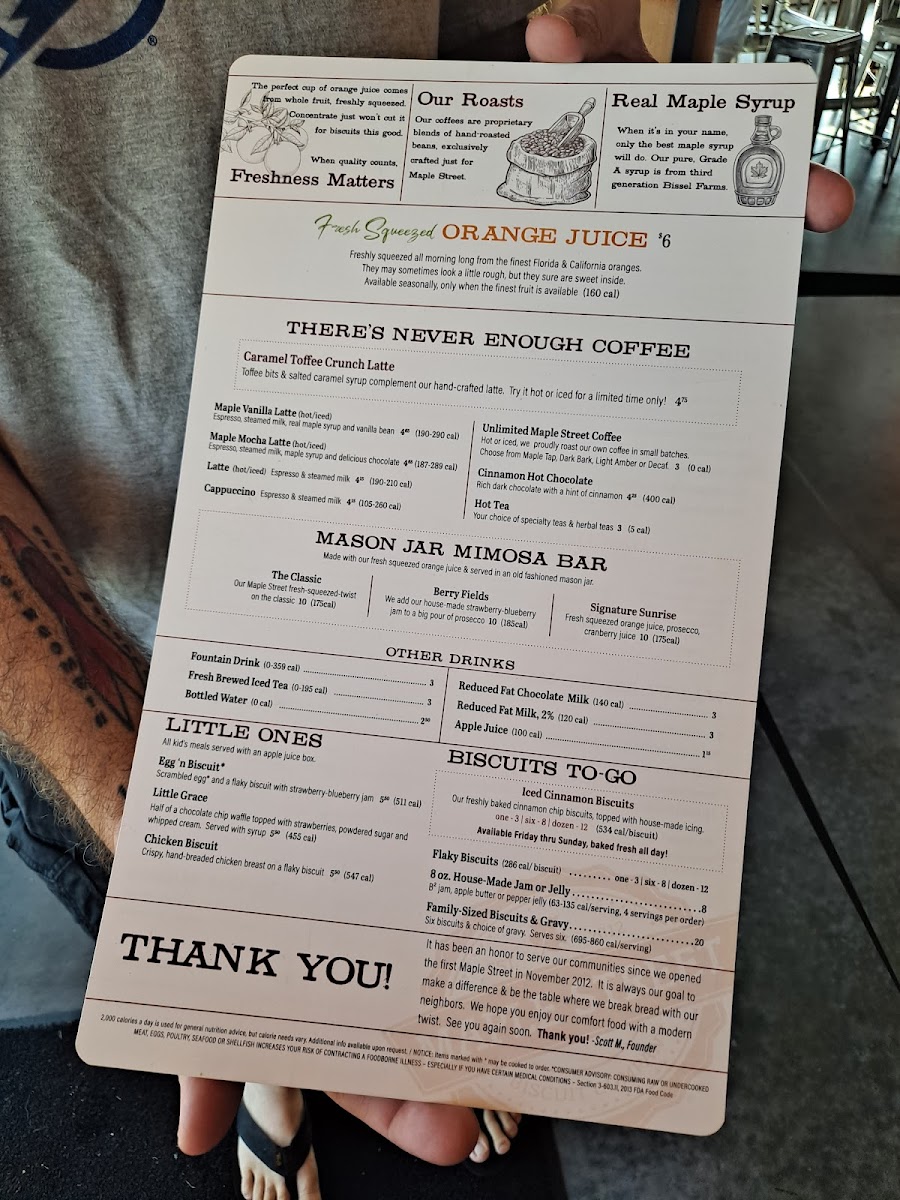 The perfect cup of orange juice comes
from whole fruit, freshly squeezed.
Concentrate just won't cut it
for biscuits this good.
When quality counts,
Freshness Matters
Our Roasts
Our coffees are proprietary
blends of hand-roasted
beans, exclusively
crafted just for
Maple Street.
Real Maple Syrup
When it's in your name,
only the best maple syrup
will do. Our pure, Grade
A syrup is from third
generation Bissel Farms.
Fresh Squeezed ORANGE JUICE $6
Freshly squeezed all morning long from the finest Florida & California oranges.
They may sometimes look a little rough, but they sure are sweet inside.
Available seasonally, only when the finest fruit is available (160 cal)
THERE'S NEVER ENOUGH COFFEE
Caramel Toffee Crunch Latte
Toffee bits & salted caramel syrup complement our hand-crafted latte. Try it hot or iced for a limited time only! 475
Maple Vanilla Latte (hot/iced)
Espresso, steamed milk, real maple syrup and vanilla bean (190-290 cal)
Maple Mocha Latte (hot/iced)
Espresso, steamed milk, maple syrup and delicious chocolate (187-289 cal)
Latte (hot/iced) Espresso & steamed milk (190-210 cal)
Cappuccino Espresso & steamed milk (105-260 cal)
Unlimited Maple Street Coffee
Hot or iced, we proudly roast our own coffee in small batches.
Choose from Maple Tap, Dark Bark, Light Amber or Decaf. 3 (0 cal)
Cinnamon Hot Chocolate
Rich dark chocolate with a hint of cinnamon (400 cal)
Hot Tea
Your choice of specialty teas & herbal teas 3 (5 cal)
MASON JAR MIMOSA BAR
Made with our fresh squeezed orange juice & served in an old fashioned mason jar.
The Classic
Our Maple Street fresh-squeezed-twist
on the classic 10 (175cal)
Berry Fields
We add our house-made strawberry-blueberry
jam to a big pour of prosecco 10 (185cal)
Signature Sunrise
Fresh squeezed orange juice, prosecco,
cranberry juice 10 (175cal)
OTHER DRINKS
Fountain Drink (0-359 cal) 3
Fresh Brewed Iced Tea (0-195 cal) 3
Bottled Water (0 cal) 250
Reduced Fat Chocolate Milk (140 cal) 3
Reduced Fat Milk, 2% (120 cal) 3
Apple Juice (100 cal)
LITTLE ONES
All kid's meals served with an apple juice box.
Egg 'n Biscuit*
Scrambled egg* and a flaky biscuit with strawberry-blueberry jam 550 (511 cal)
Little Grace
Half of a chocolate chip waffle topped with strawberries, powdered sugar and
whipped cream. Served with syrup 550 (455 cal)
Chicken Biscuit
Crispy, hand-breaded chicken breast on a flaky biscuit 550 (547 cal)
BISCUITS TO-GO
Iced Cinnamon Biscuits
Our freshly baked cinnamon chip biscuits, topped with house-made icing.
one - 3 | six - 8 | dozen - 12 (534 cal/biscuit)
Available Friday thru Sunday, baked fresh all day!
Flaky Biscuits (286 cal/ biscuit) one - 3 | six - 8 | dozen - 12
8 oz. House-Made Jam or Jelly 8
B² jam, apple butter or pepper jelly (63-135 cal/serving, 4 servings per order)
Family-Sized Biscuits & Gravy 20
Six biscuits & choice of gravy. Serves six. (695-860 cal/serving)
THANK YOU!
It has been an honor to serve our communities since we opened
the first Maple Street in November 2012. It is always our goal to
make a difference & be the table where we break bread with our
neighbors. We hope you enjoy our comfort food with a modern
twist. See you again soon. Thank you! -Scott M., Founder
2,000 calories a day is used for general nutrition advice, but calorie needs vary. Additional info available upon request. / NOTICE: Items marked with * may be cooked to order. *CONSUMER ADVISORY: CONSUMING RAW OR UNDERCOOKED
MEAT, EGGS, POULTRY, SEAFOOD OR SHELLFISH INCREASES YOUR RISK OF CONTRACTING A FOODBORNE ILLNESS – ESPECIALLY IF YOU HAVE CERTAIN MEDICAL CONDITIONS – Section 3-603.11, 2013 FDA Food Code